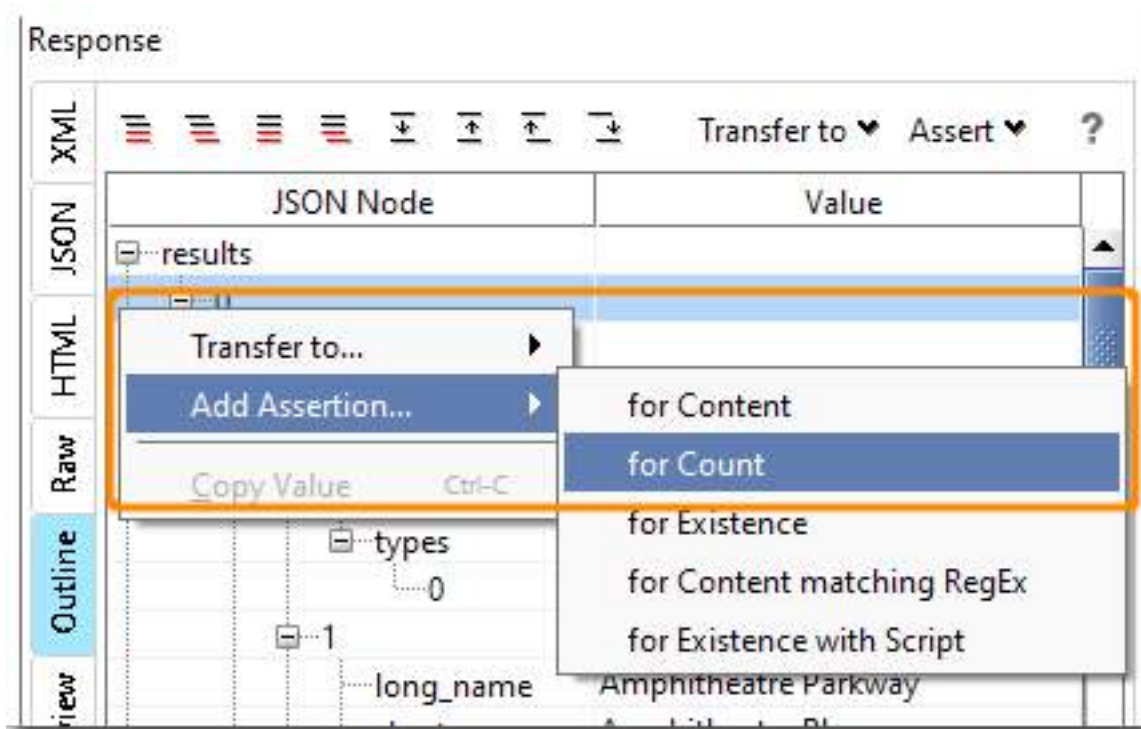 Response
XML
JSON
HTML
Raw
Outline
Transfer to Assert ?
JSON Node Value
results
0
Transfer to...
Add Assertion...
Copy Value Ctrl-C
for Content
for Count
for Existence
for Content matching RegEx
for Existence with Script
types
0
1
long_name Amphitheatre Parkway